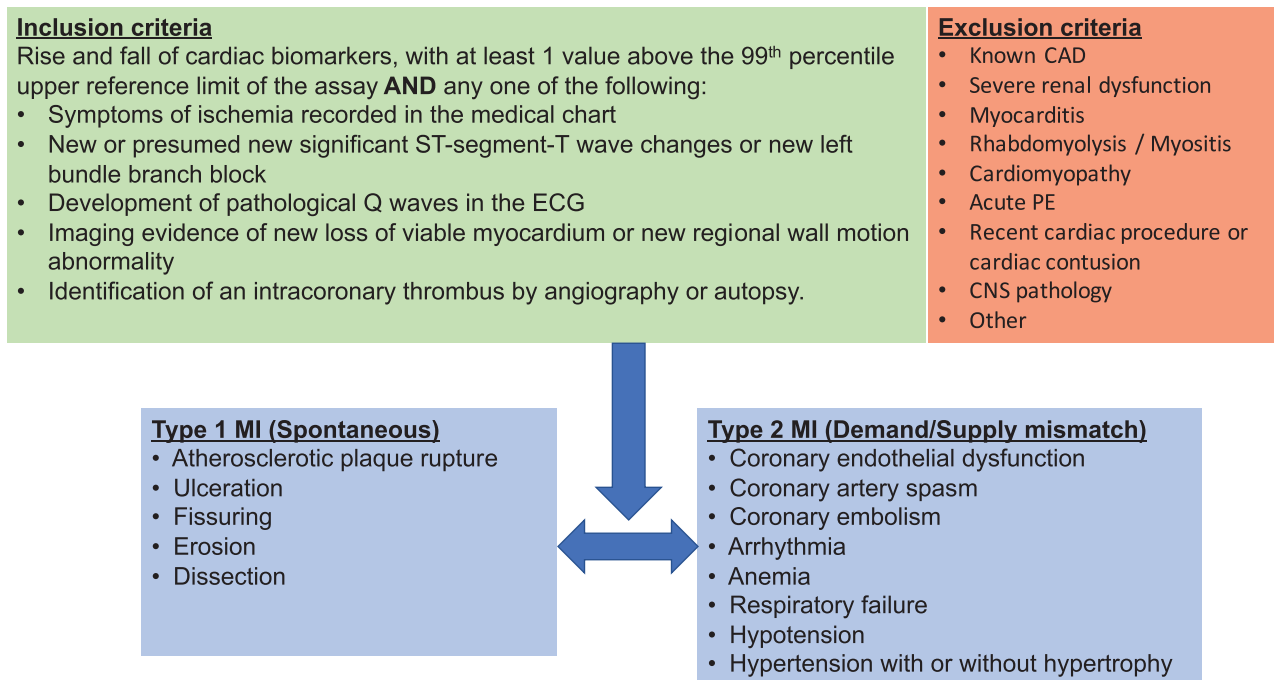 Inclusion criteria
Rise and fall of cardiac biomarkers, with at least 1 value above the 99th percentile
upper reference limit of the assay AND any one of the following:
• Symptoms of ischemia recorded in the medical chart
• New or presumed new significant ST-segment-T wave changes or new left
bundle branch block
• Development of pathological Q waves in the ECG
• Imaging evidence of new loss of viable myocardium or new regional wall motion
abnormality
• Identification of an intracoronary thrombus by angiography or autopsy.
Exclusion criteria
• Known CAD
• Severe renal dysfunction
• Myocarditis
• Rhabdomyolysis / Myositis
• Cardiomyopathy
• Acute PE
• Recent cardiac procedure or
cardiac contusion
• CNS pathology
• Other
Type 1 MI (Spontaneous)
• Atherosclerotic plaque rupture
• Ulceration
• Fissuring
• Erosion
• Dissection
Type 2 MI (Demand/Supply mismatch)
• Coronary endothelial dysfunction
• Coronary artery spasm
• Coronary embolism
• Arrhythmia
• Anemia
• Respiratory failure
• Hypotension
• Hypertension with or without hypertrophy